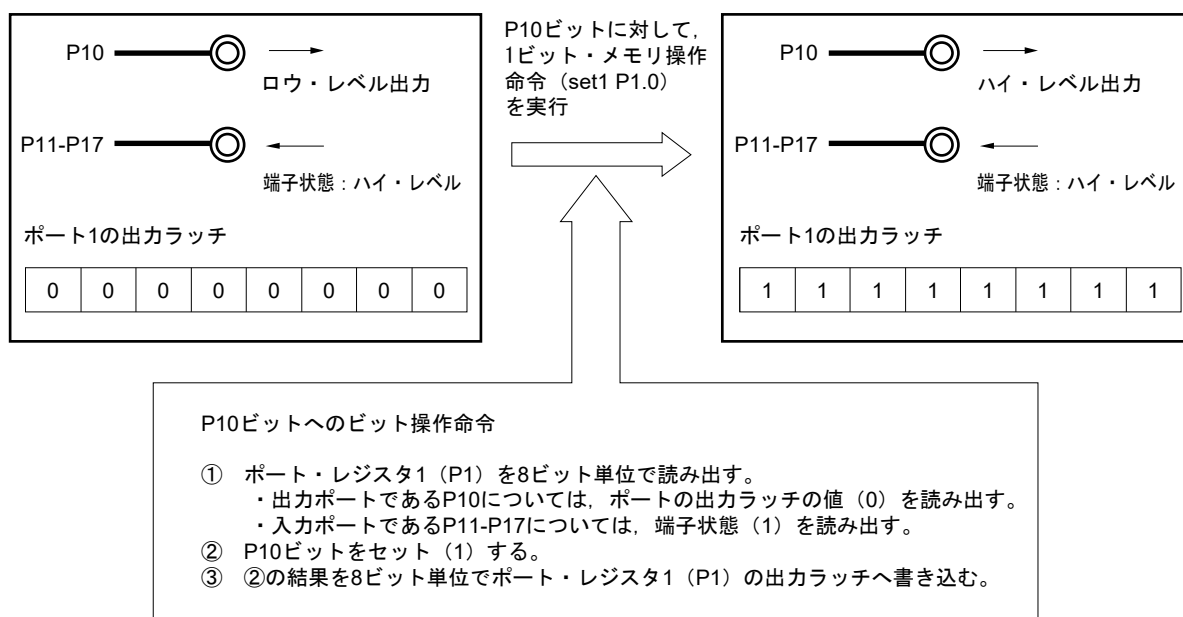 P10
ロウ・レベル出力
P11-P17
端子状態：ハイ・レベル
ポート1の出力ラッチ
0 0 0 0 0 0 0 0
P10ビットに対して,
1ビット・メモリ操作
命令（set1 P1.0）
を実行
P10
ハイ・レベル出力
P11-P17
端子状態：ハイ・レベル
ポート1の出力ラッチ
1 1 1 1 1 1 1 1
P10ビットへのビット操作命令
① ポート・レジスタ1（P1）を8ビット単位で読み出す。
・出力ポートであるP10については, ポートの出力ラッチの値（0）を読み出す。
・入力ポートであるP11-P17については, 端子状態（1）を読み出す。
② P10ビットをセット（1）する。
③ ②の結果を8ビット単位でポート・レジスタ1（P1）の出力ラッチへ書き込む。